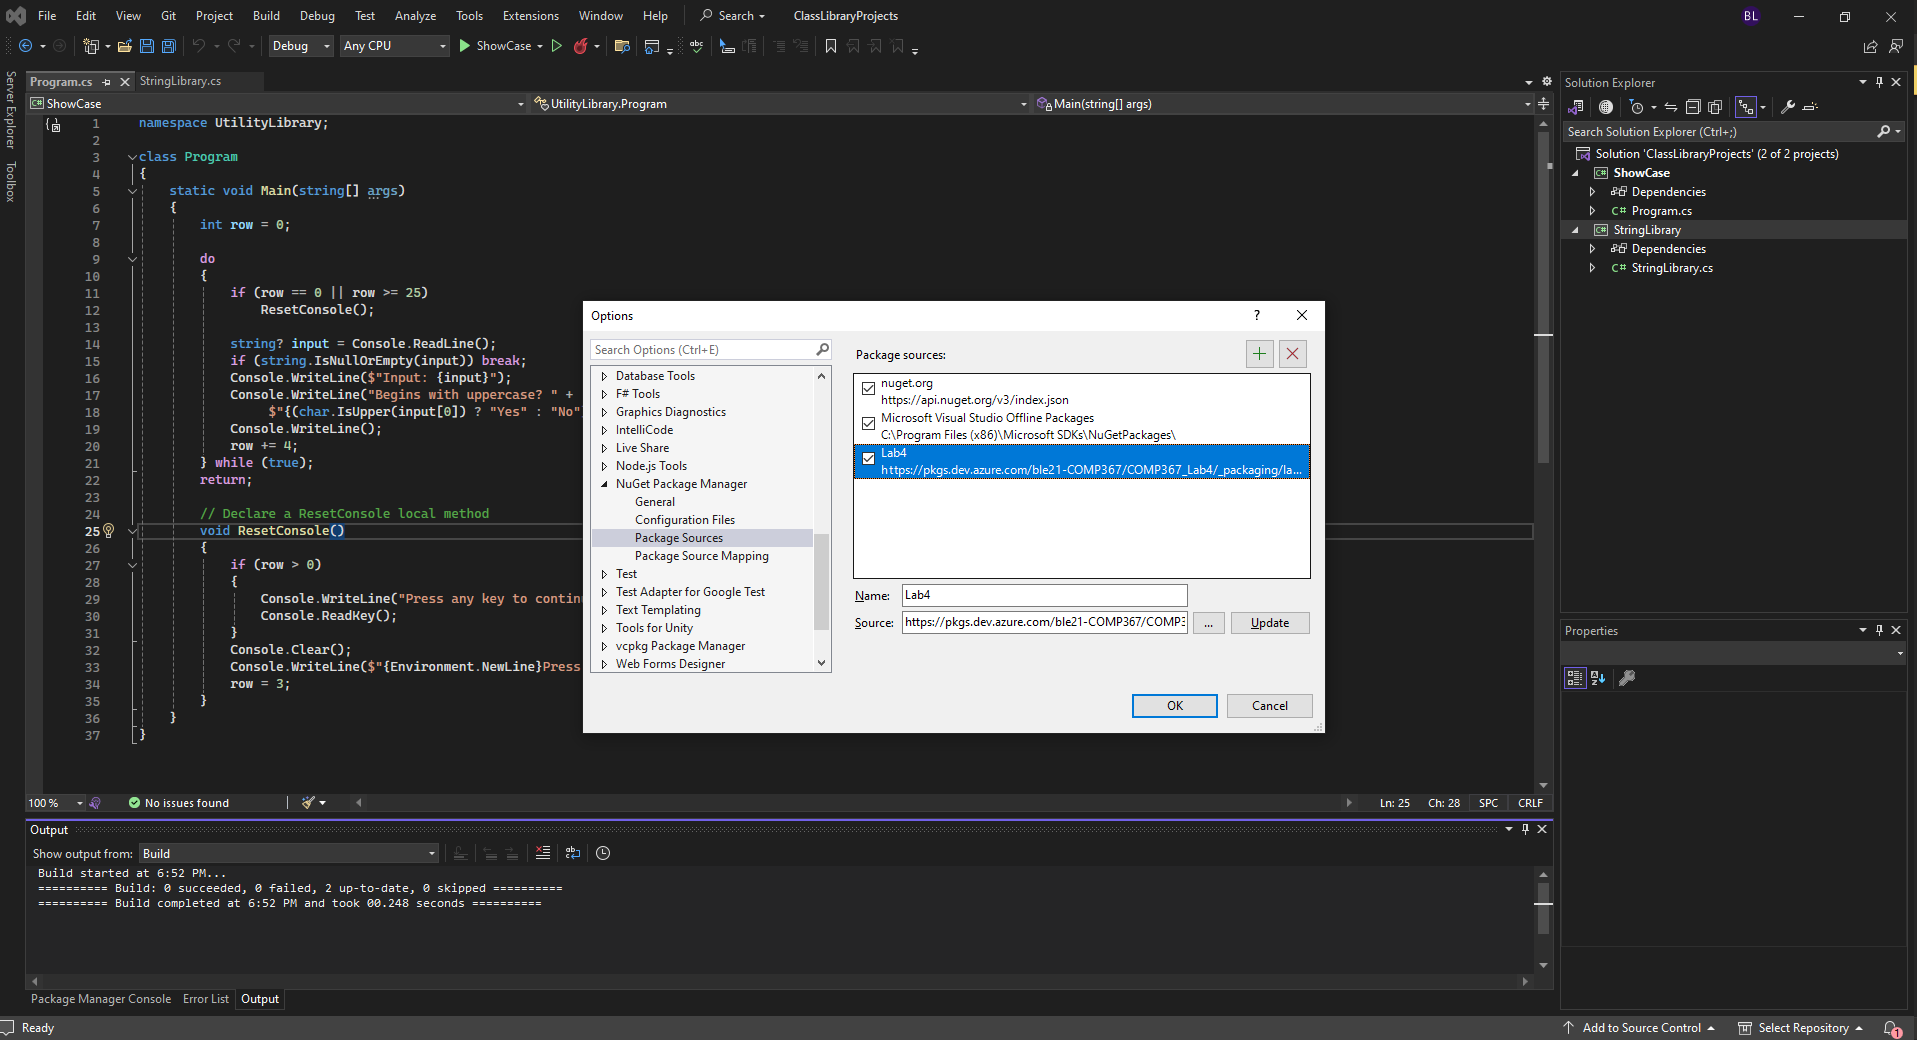 File Edit View Git Project Build Debug Test Analyze Tools Extensions Window Help Search ClassLibraryProjects BL
Debug Any CPU ShowCase
Server Explorer
Toolbox
Program.cs StringLibrary.cs
ShowCase UtilityLibrary.Program Main(string[] args)
1 namespace UtilityLibrary;
2
3 class Program
4 {
5 static void Main(string[] args)
6 {
7 int row = 0;
8
9 do
10 {
11 if (row == 0 || row >= 25)
12 ResetConsole();
13
14 string? input = Console.ReadLine();
15 if (string.IsNullOrEmpty(input)) break;
16 Console.WriteLine($"Input: {input}");
17 Console.WriteLine("Begins with uppercase? " +
18 $"{(char.IsUpper(input[0]) ? "Yes" : "No"
19 Console.WriteLine();
20 row += 4;
21 } while (true);
22 return;
23
24 // Declare a ResetConsole local method
25 void ResetConsole()
26 {
27 if (row > 0)
28 {
29 Console.WriteLine("Press any key to contin
30 Console.ReadKey();
31 }
32 Console.Clear();
33 Console.WriteLine($"{Environment.NewLine}Press
34 row = 3;
35 }
36 }
37 }
100 % No issues found Ln: 25 Ch: 28 SPC CRLF
Options ?
Search Options (Ctrl+E)
Database Tools
F# Tools
Graphics Diagnostics
IntelliCode
Live Share
Node.js Tools
NuGet Package Manager
General
Configuration Files
Package Sources
Package Source Mapping
Test
Test Adapter for Google Test
Text Templating
Tools for Unity
vcpkg Package Manager
Web Forms Designer
Package sources:
nuget.org
https://api.nuget.org/v3/index.json
Microsoft Visual Studio Offline Packages
C:\Program Files (x86)\Microsoft SDKs\NuGetPackages\
Lab4
https://pkgs.dev.azure.com/ble21-COMP367/COMP367_Lab4/_packaging/la...
Name: Lab4
Source: https://pkgs.dev.azure.com/ble21-COMP367/COMP3 ... Update
OK Cancel
Solution Explorer
Search Solution Explorer (Ctrl+;)
Solution 'ClassLibraryProjects' (2 of 2 projects)
ShowCase
Dependencies
C# Program.cs
StringLibrary
Dependencies
C# StringLibrary.cs
Properties
Output
Show output from: Build
Build started at 6:52 PM...
========== Build: 0 succeeded, 0 failed, 2 up-to-date, 0 skipped ==========
========== Build completed at 6:52 PM and took 00.248 seconds ==========
Package Manager Console Error List Output
Ready Add to Source Control Select Repository 1